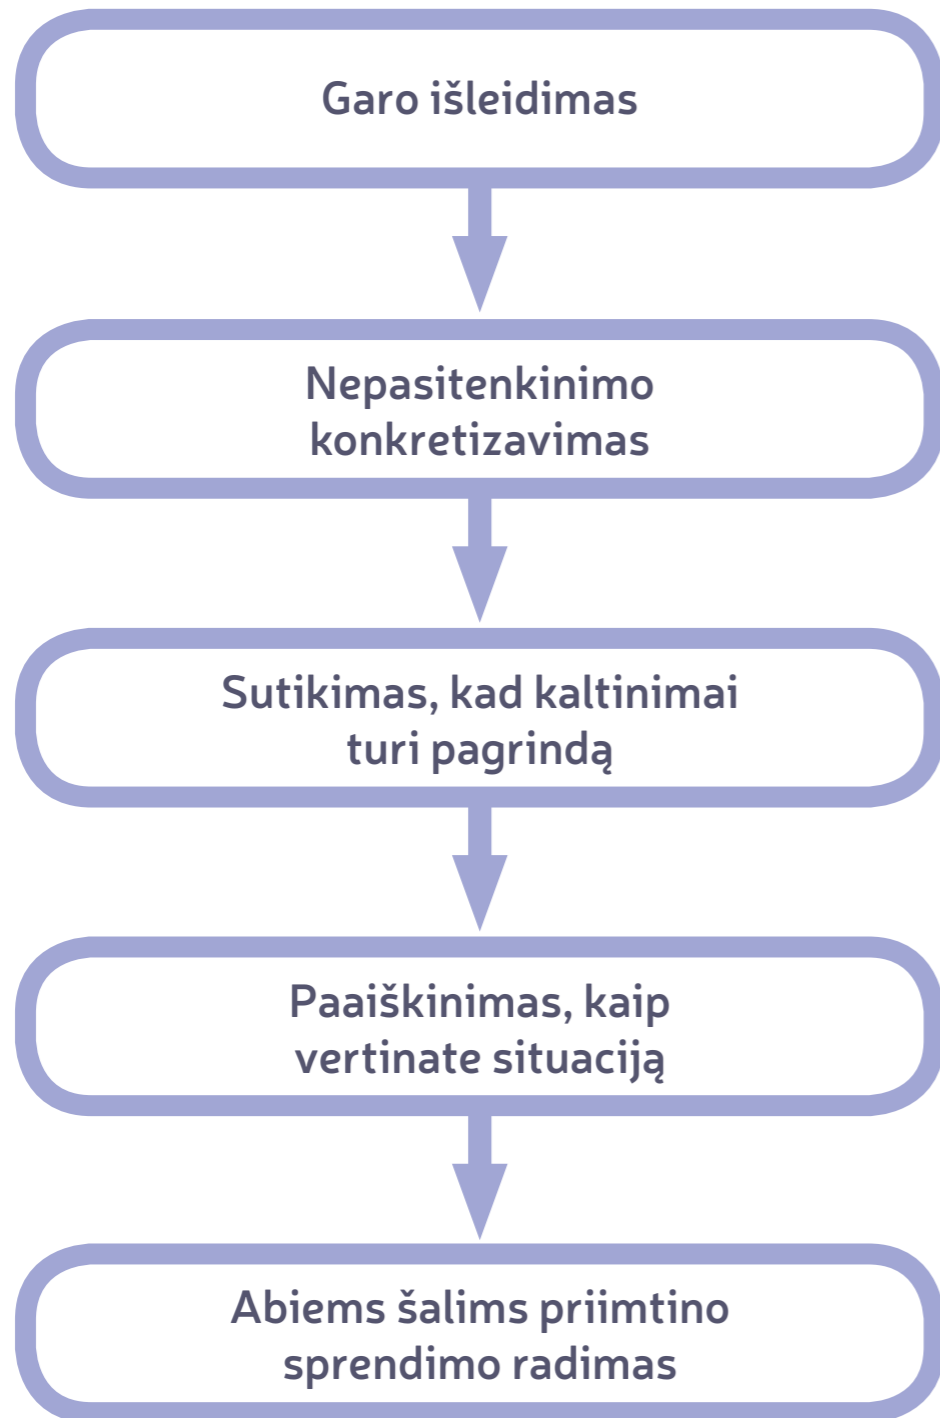 Garo išleidimas
Nepasitenkinimo
konkretizavimas
Sutikimas, kad kaltinimai
turi pagrindą
Paaiškinimas, kaip
vertinate situaciją
Abiems šalims priimtino
sprendimo radimas